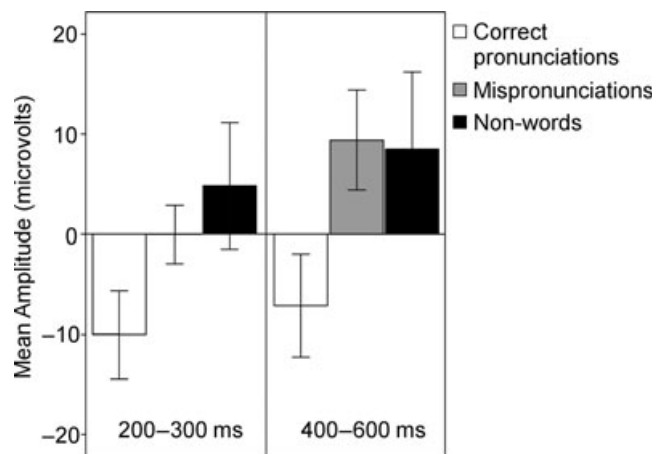 Mean Amplitude (microvolts)
20
10
0
–10
–20
200–300 ms
400–600 ms
Correct
pronunciations
Mispronunciations
Non-words